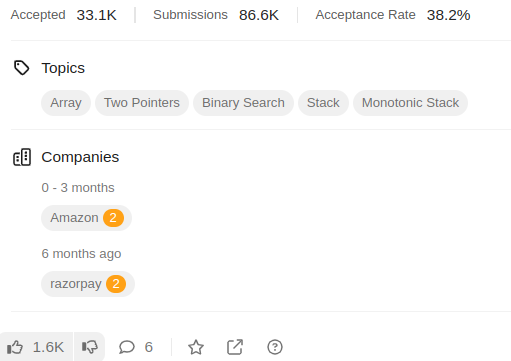 Accepted 33.1K Submissions 86.6K Acceptance Rate 38.2%
Topics
Array Two Pointers Binary Search Stack Monotonic Stack
Companies
0 - 3 months
Amazon 2
6 months ago
razorpay 2
1.6K 6